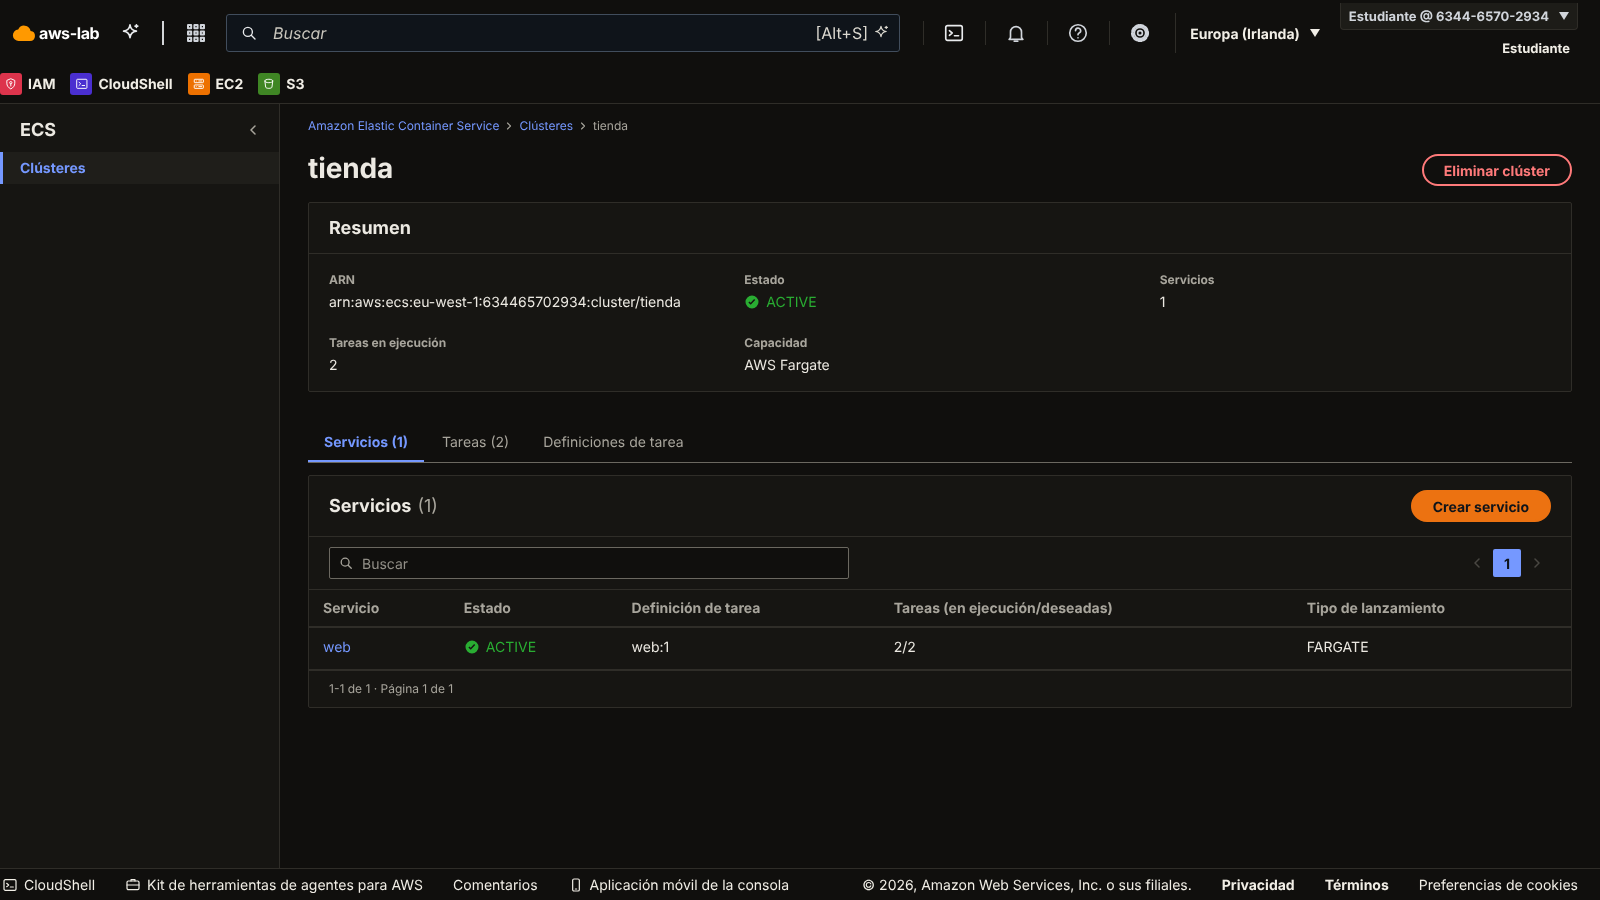 aws-lab
Buscar
[Alt+S]
Europa (Irlanda)
Estudiante @ 6344-6570-2934
Estudiante
IAM
CloudShell
EC2
S3
ECS
Clústeres
Amazon Elastic Container Service > Clústeres > tienda
tienda
Eliminar clúster
Resumen
ARN
arn:aws:ecs:eu-west-1:634465702934:cluster/tienda
Estado
ACTIVE
Servicios
1
Tareas en ejecución
2
Capacidad
AWS Fargate
Servicios (1)
Tareas (2)
Definiciones de tarea
Servicios (1)
Crear servicio
Buscar
1
Servicio
Estado
Definición de tarea
Tareas (en ejecución/deseadas)
Tipo de lanzamiento
web
ACTIVE
web:1
2/2
FARGATE
1-1 de 1 · Página 1 de 1
CloudShell
Kit de herramientas de agentes para AWS
Comentarios
Aplicación móvil de la consola
© 2026, Amazon Web Services, Inc. o sus filiales.
Privacidad
Términos
Preferencias de cookies